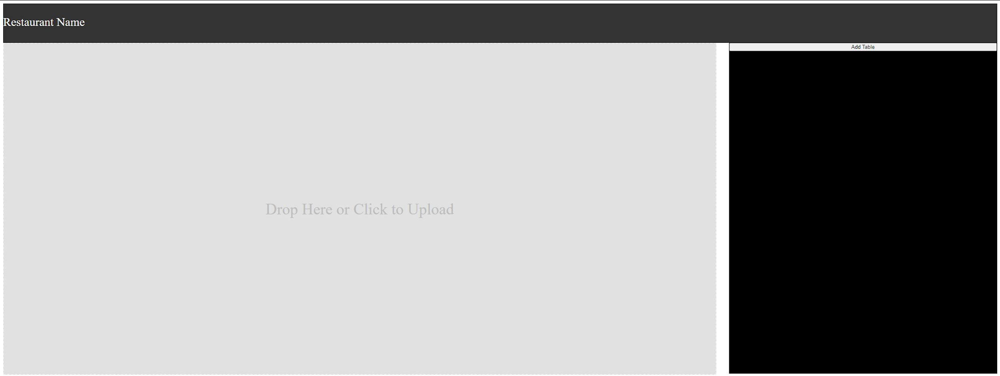 Restaurant Name
Add Table
Drop Here or Click to Upload